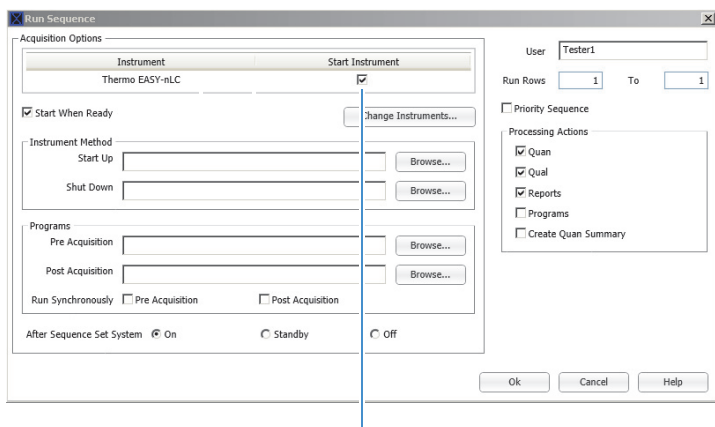 Run Sequence
Acquisition Options
Instrument Start Instrument
Thermo EASY-nLC
Start When Ready
Change Instruments...
Instrument Method
Start Up Browse...
Shut Down Browse...
Programs
Pre Acquisition Browse...
Post Acquisition Browse...
Run Synchronously Pre Acquisition Post Acquisition
After Sequence Set System On Standby Off
User Tester1
Run Rows 1 To 1
Priority Sequence
Processing Actions
Quan
Qual
Reports
Programs
Create Quan Summary
Ok Cancel Help